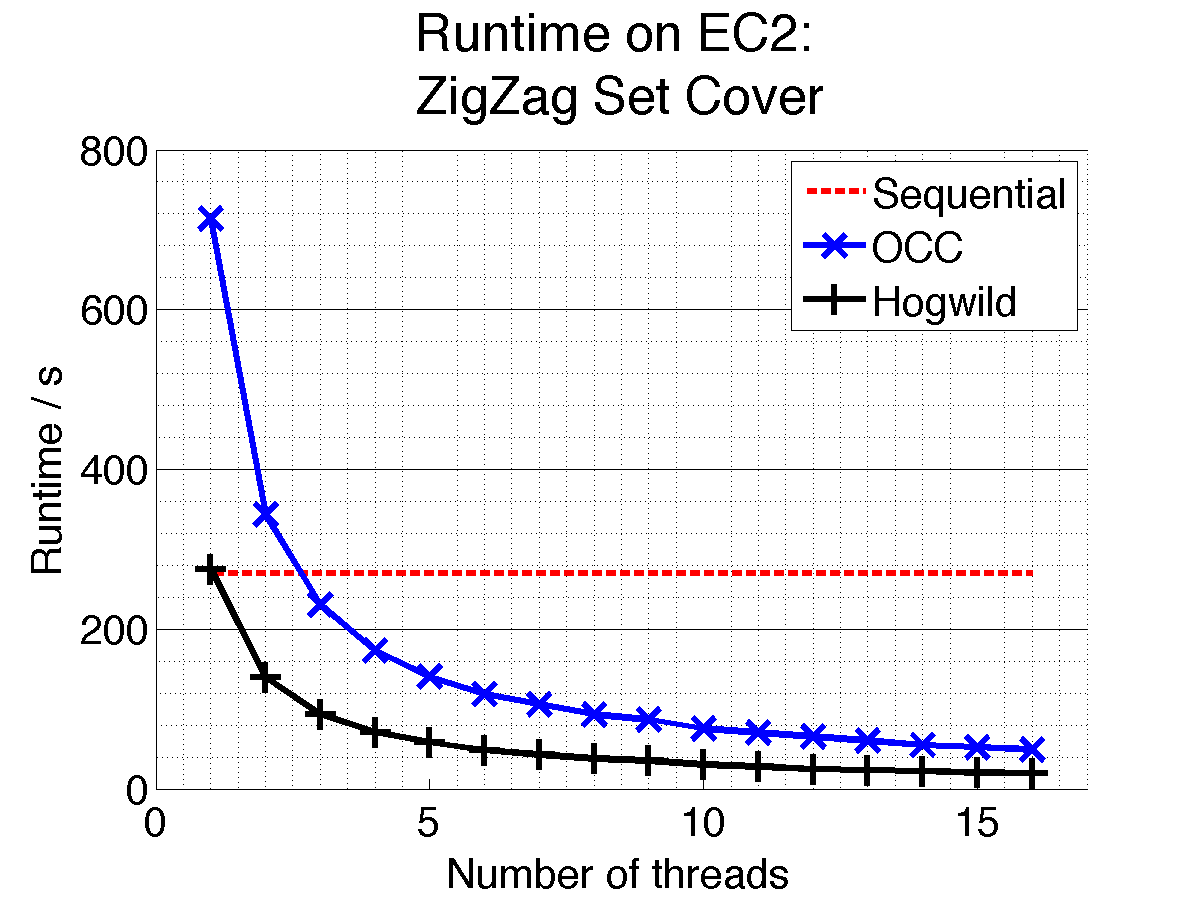 Runtime on EC2:
ZigZag Set Cover
800
600
400
200
0
Runtime / s
Sequential
OCC
Hogwild
0 5 10 15
Number of threads